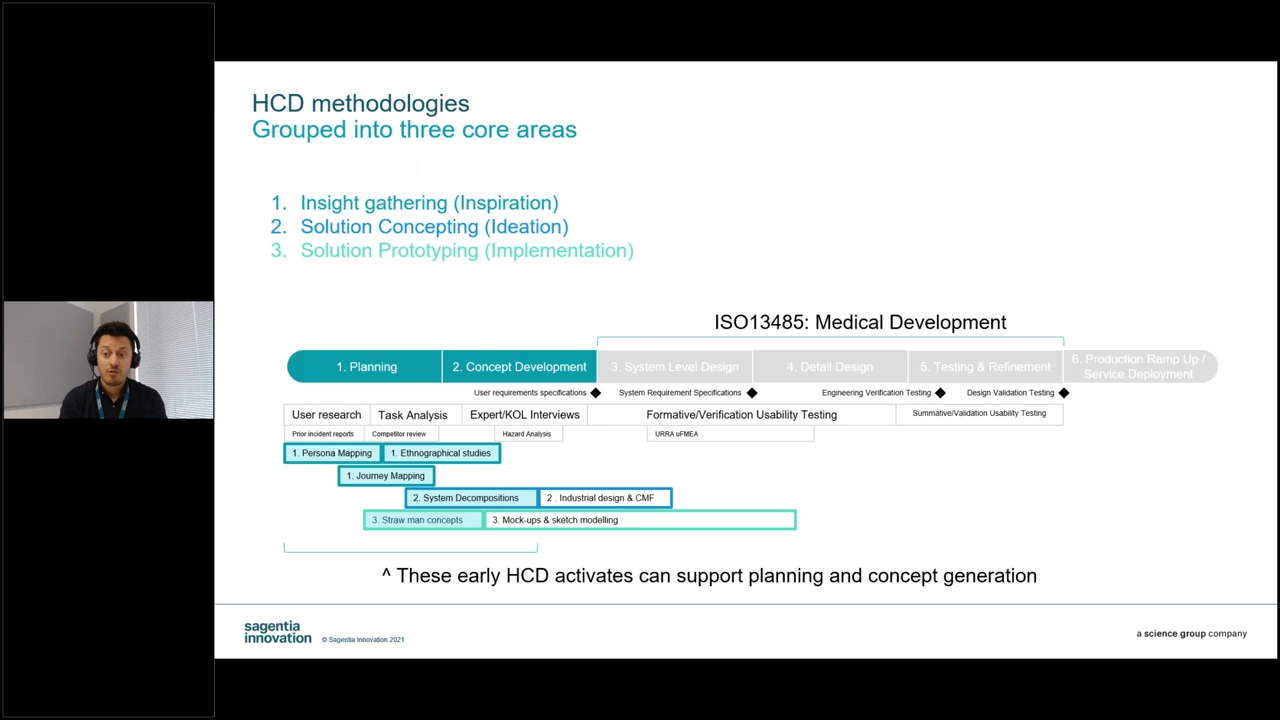 HCD methodologies
Grouped into three core areas
1. Insight gathering (Inspiration)
2. Solution Concepting (Ideation)
3. Solution Prototyping (Implementation)
ISO13485: Medical Development
1. Planning
2. Concept Development
3. System Level Design
4. Detail Design
5. Testing & Refinement
6. Production Ramp Up /
Service Deployment
User requirements specifications
System Requirement Specifications
Engineering Verification Testing
Design Validation Testing
User research
Task Analysis
Expert/KOL Interviews
Formative/Verification Usability Testing
Summative/Validation Usability Testing
Prior incident reports
Competitor review
Hazard Analysis
URRA uFMEA
1. Persona Mapping
1. Ethnographical studies
1. Journey Mapping
2. System Decompositions
2 . Industrial design & CMF
3. Straw man concepts
3. Mock-ups & sketch modelling
^ These early HCD activates can support planning and concept generation
sagentia
innovation
© Sagentia Innovation 2021
a science group company